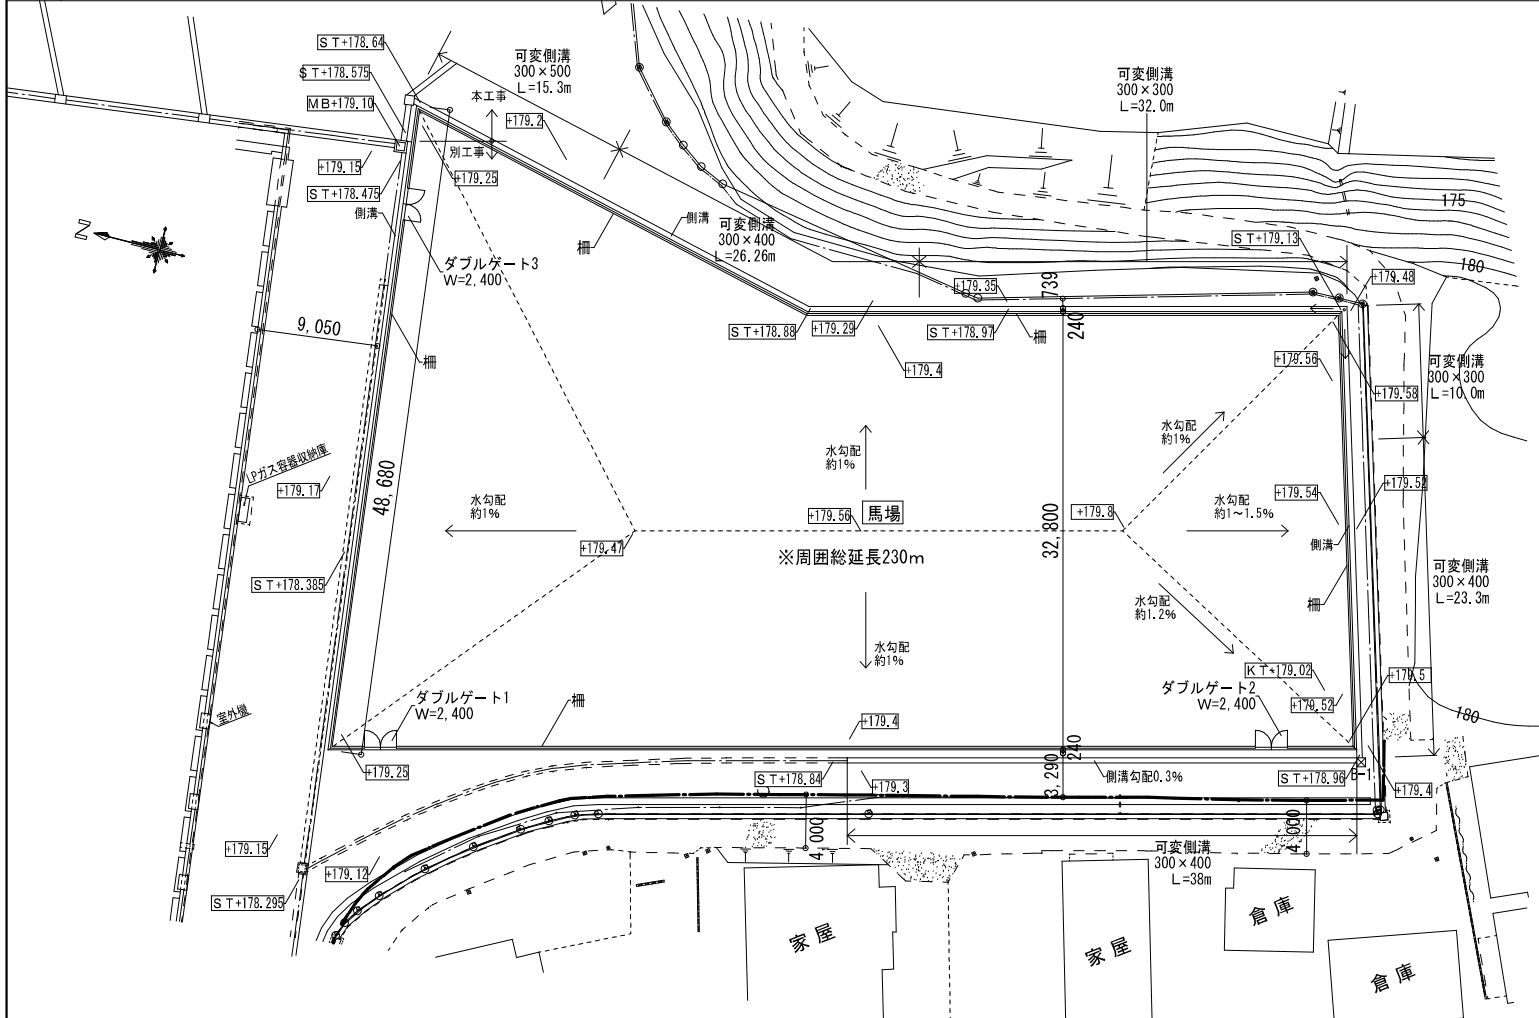 ST+178.64
可変側溝
300×500
L=15.3m
ST+178.575
MB+179.10
本工事
+179.2
別工事
+179.15
+179.25
ST+178.475
側溝
可変側溝
300×300
L=32.0m
175
N
柵
側溝
可変側溝
300×400
L=26.26m
ST+179.13
180
ダブルゲート3
W=2,400
+179.35
739
+179.48
9,050
ST+178.88
+179.29
ST+178.97
柵
240
柵
+179.4
+179.56
可変側溝
300×300
L=10.0m
+179.58
水勾配
約1%
水勾配
約1%
LPガス容器収納庫
+179.17
48,680
水勾配
約1%
+179.56
馬場
+179.8
32,800
水勾配
約1～1.5%
+179.54
+179.52
+179.47
※周囲総延長230m
側溝
可変側溝
300×400
L=23.3m
ST+178.385
水勾配
約1.2%
柵
水勾配
約1%
KT+179.02
+179.5
ダブルゲート1
W=2,400
柵
ダブルゲート2
W=2,400
+179.52
180
室外機
+179.4
240
+179.25
ST+178.84
+179.3
3,290
側溝勾配0.3%
ST+178.96
B-1
+179.4
+179.15
+179.12
4,000
4,000
可変側溝
300×400
L=38m
ST+178.295
家屋
家屋
倉庫
倉庫